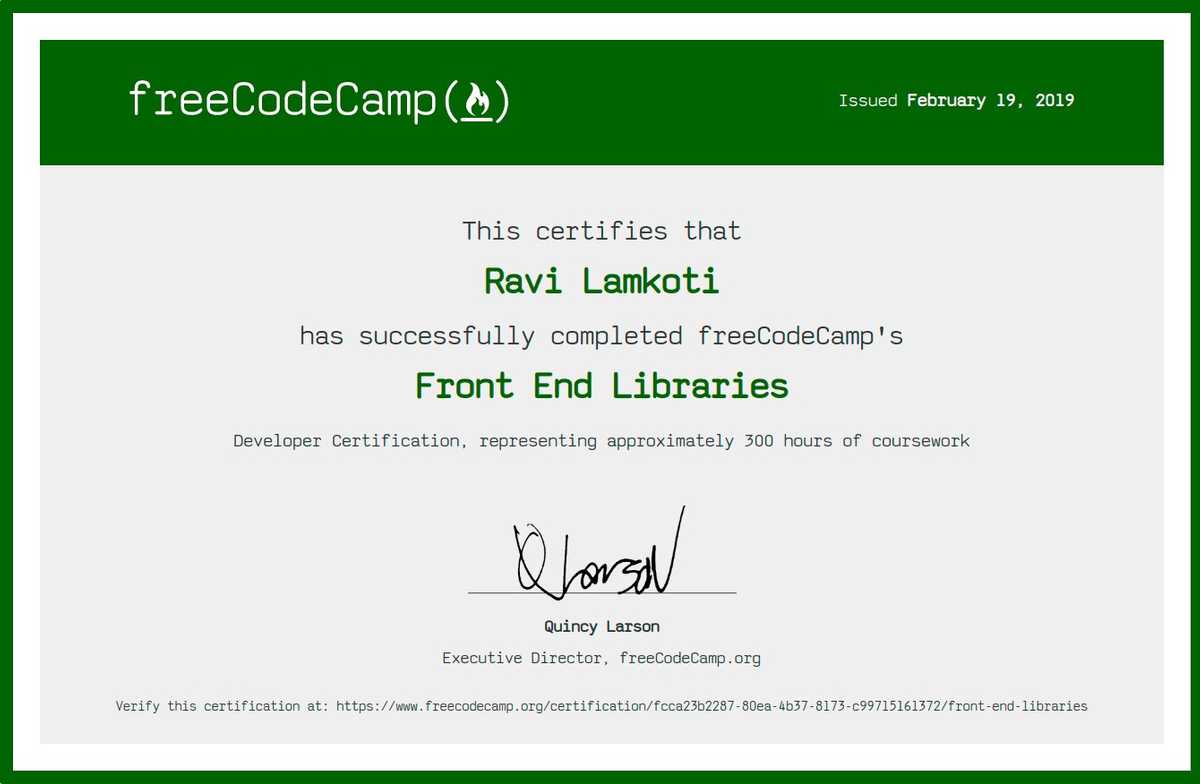 freeCodeCamp(🔥)
Issued February 19, 2019
This certifies that
Ravi Lamkoti
has successfully completed freeCodeCamp's
Front End Libraries
Developer Certification, representing approximately 300 hours of coursework
Q Larson
Quincy Larson
Executive Director, freeCodeCamp.org
Verify this certification at: https://www.freecodecamp.org/certification/fcca23b2287-80ea-4b37-8173-c99715161372/front-end-libraries